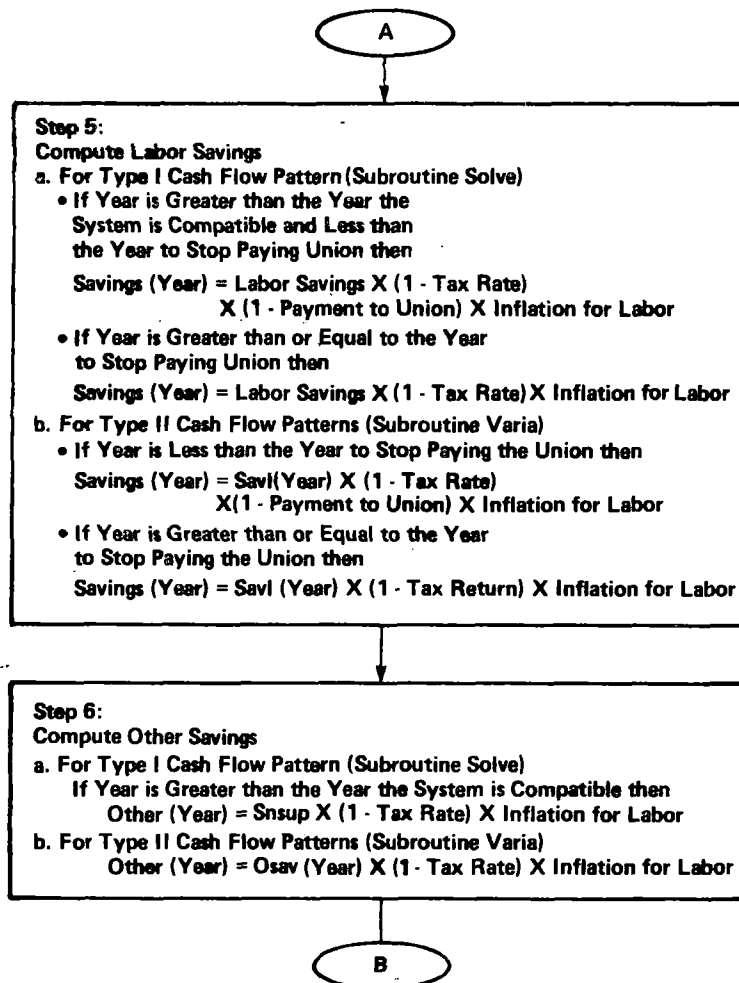 A
Step 5:
Compute Labor Savings
a. For Type I Cash Flow Pattern (Subroutine Solve)
• If Year is Greater than the Year the
System is Compatible and Less than
the Year to Stop Paying Union then
Savings (Year) = Labor Savings X (1 - Tax Rate)
X (1 - Payment to Union) X Inflation for Labor
• If Year is Greater than or Equal to the Year
to Stop Paying Union then
Savings (Year) = Labor Savings X (1 - Tax Rate) X Inflation for Labor
b. For Type II Cash Flow Patterns (Subroutine Varia)
• If Year is Less than the Year to Stop Paying the Union then
Savings (Year) = Savl(Year) X (1 - Tax Rate)
X(1 - Payment to Union) X Inflation for Labor
• If Year is Greater than or Equal to the Year
to Stop Paying the Union then
Savings (Year) = Savl (Year) X (1 - Tax Return) X Inflation for Labor
Step 6:
Compute Other Savings
a. For Type I Cash Flow Pattern (Subroutine Solve)
If Year is Greater than the Year the System is Compatible then
Other (Year) = Snsup X (1 - Tax Rate) X Inflation for Labor
b. For Type II Cash Flow Patterns (Subroutine Varia)
Other (Year) = Osav (Year) X (1 - Tax Rate) X Inflation for Labor
B